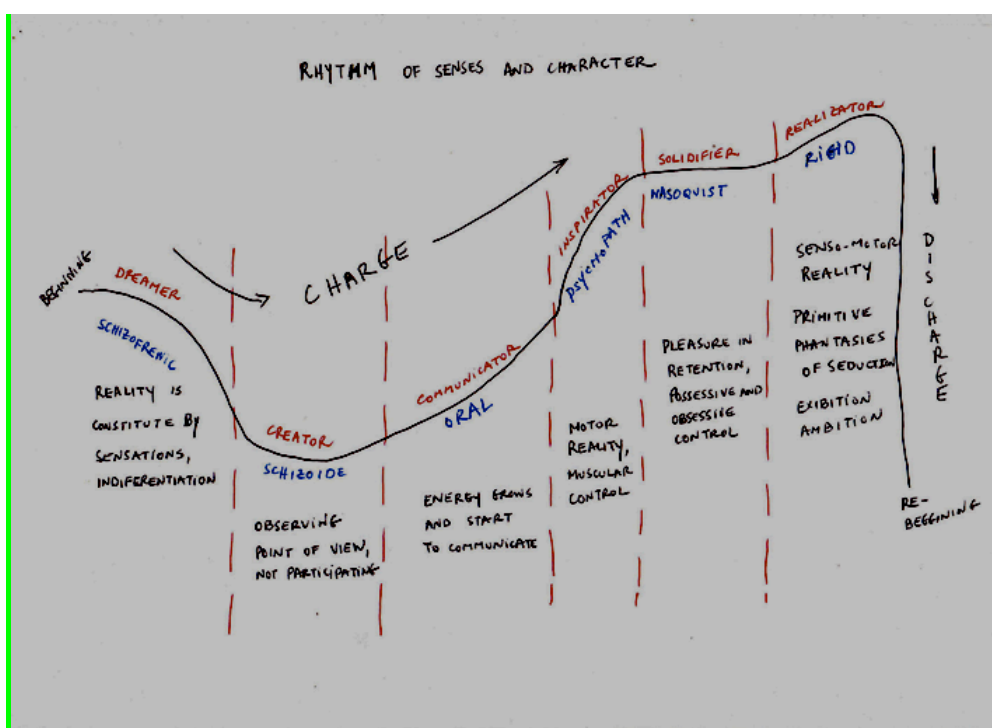 RHYTHM OF SENSES AND CHARACTER
BEGINNING
DREAMER
SCHIZOFRENIC
REALITY IS
CONSTITUTE BY
SENSATIONS,
INDIFERENTIATION
CHARGE
CREATOR
SCHIZOIDE
OBSERVING
POINT OF VIEW,
NOT PARTICIPATING
COMMUNICATOR
ORAL
ENERGY GROWS
AND START
TO COMMUNICATE
INSPIRATOR
PSYCHOPATH
MOTOR
REALITY,
MUSCULAR
CONTROL
SOLIDIFIER
MASOQUIST
PLEASURE IN
RETENTION,
POSSESSIVE AND
OBSESSIVE
CONTROL
REALIZATOR
RIGID
SENSO-MOTOR
REALITY
PRIMITIVE
PHANTASIES
OF SEDUCTION
EXIBITION
AMBITION
DISCHARGE
RE-
BEGGINING